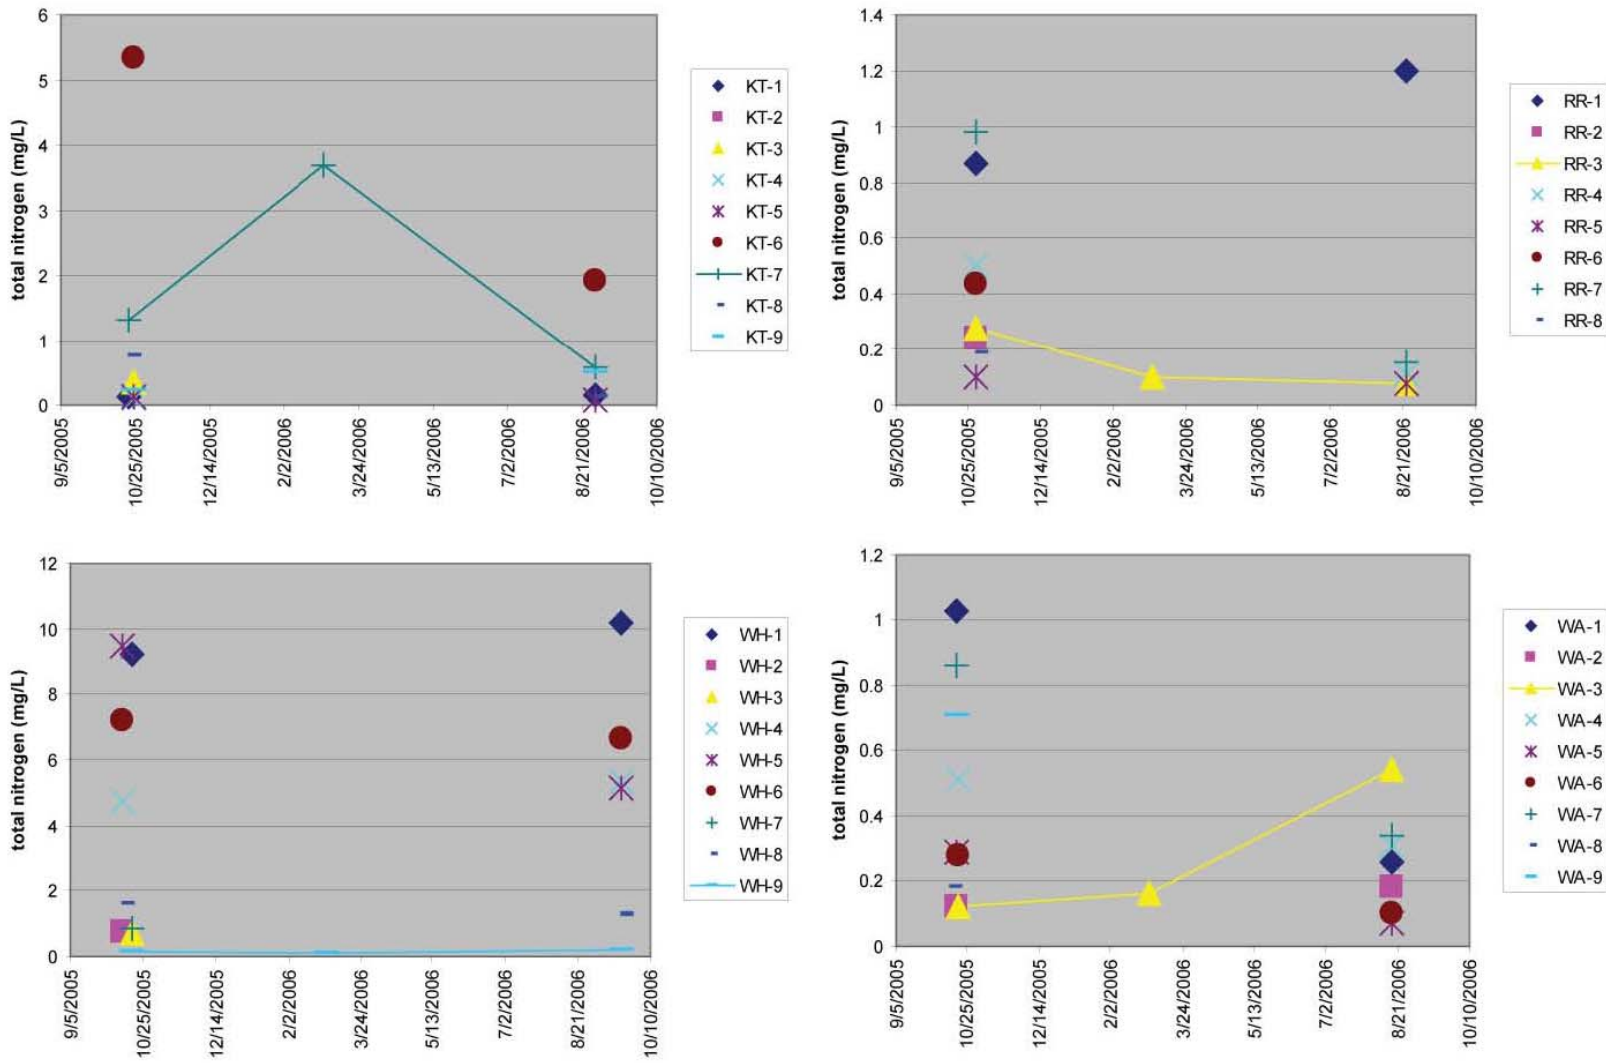 6
5
4
3
2
1
0
total nitrogen (mg/L)
9/5/2005
10/25/2005
12/14/2005
2/2/2006
3/24/2006
5/13/2006
7/2/2006
8/21/2006
10/10/2006
KT-1
KT-2
KT-3
KT-4
KT-5
KT-6
KT-7
KT-8
KT-9
1.4
1.2
1
0.8
0.6
0.4
0.2
0
total nitrogen (mg/L)
9/5/2005
10/25/2005
12/14/2005
2/2/2006
3/24/2006
5/13/2006
7/2/2006
8/21/2006
10/10/2006
RR-1
RR-2
RR-3
RR-4
RR-5
RR-6
RR-7
RR-8
12
10
8
6
4
2
0
total nitrogen (mg/L)
9/5/2005
10/25/2005
12/14/2005
2/2/2006
3/24/2006
5/13/2006
7/2/2006
8/21/2006
10/10/2006
WH-1
WH-2
WH-3
WH-4
WH-5
WH-6
WH-7
WH-8
WH-9
1.2
1
0.8
0.6
0.4
0.2
0
total nitrogen (mg/L)
9/5/2005
10/25/2005
12/14/2005
2/2/2006
3/24/2006
5/13/2006
7/2/2006
8/21/2006
10/10/2006
WA-1
WA-2
WA-3
WA-4
WA-5
WA-6
WA-7
WA-8
WA-9